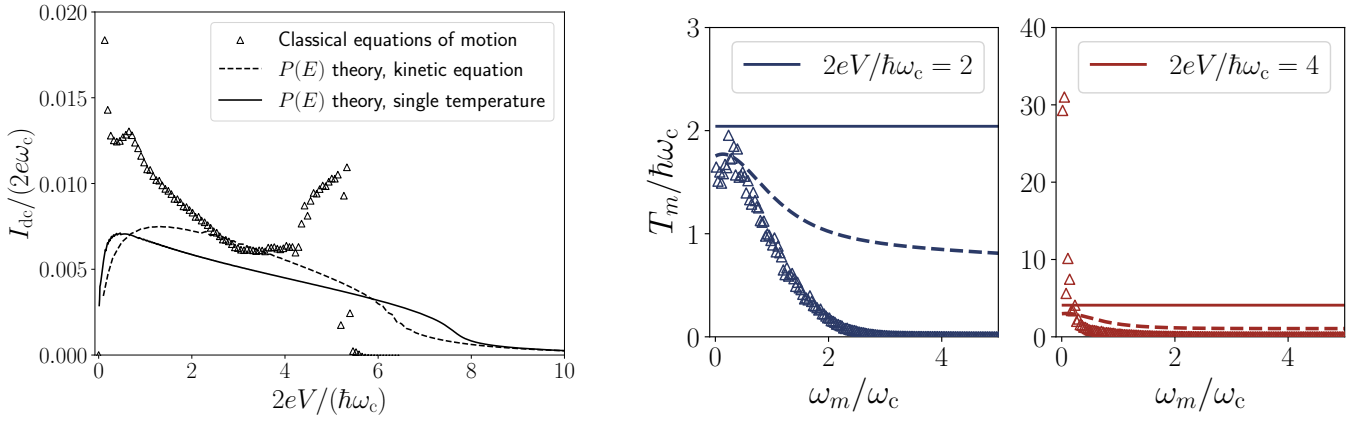 0.020
0.015
0.010
0.005
0.000
I_dc/(2eω_c)
Classical equations of motion
P(E) theory, kinetic equation
P(E) theory, single temperature
0 2 4 6 8 10
2eV/(ħω_c)
3
2
1
0
T_m/ħω_c
2eV/ħω_c = 2
0 2 4
ω_m/ω_c
40
30
20
10
0
2eV/ħω_c = 4
0 2 4
ω_m/ω_c